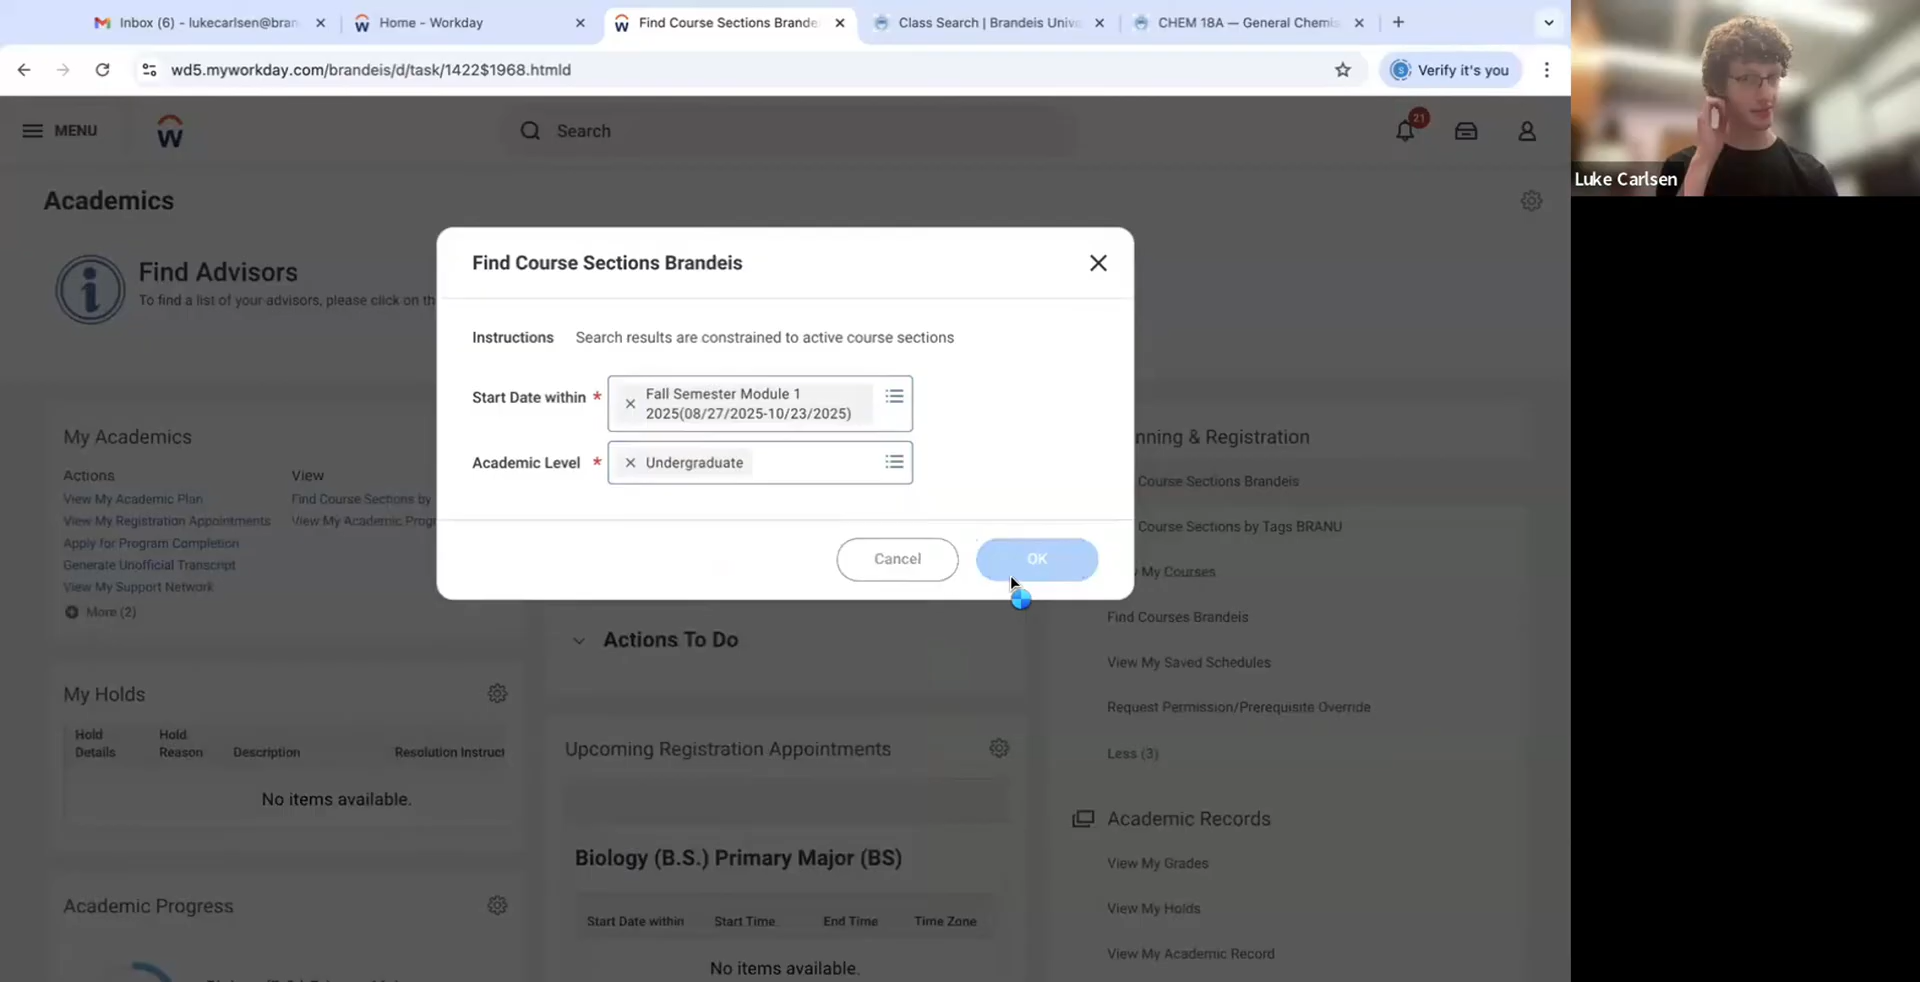 Inbox (6) - lukecarlsen@bran
Home - Workday
Find Course Sections Brande
Class Search | Brandeis Unive
CHEM 18A — General Chemis
wd5.myworkday.com/brandeis/d/task/1422$1968.htmld
Verify it's you
MENU
Search
21
Luke Carlsen
Academics
Find Advisors
To find a list of your advisors, please click on th
Find Course Sections Brandeis
Instructions Search results are constrained to active course sections
Start Date within * Fall Semester Module 1
2025(08/27/2025-10/23/2025)
Academic Level * Undergraduate
Cancel OK
My Academics
Actions
View My Academic Plan
View My Registration Appointments
Apply for Program Completion
Generate Unofficial Transcript
View My Support Network
More (2)
View
Find Course Sections by
View My Academic Progr
nning & Registration
Course Sections Brandeis
Course Sections by Tags BRANU
My Courses
Find Courses Brandeis
View My Saved Schedules
Request Permission/Prerequisite Override
Less (3)
Actions To Do
My Holds
Hold Details
Hold Reason
Description
Resolution Instruct
No items available.
Upcoming Registration Appointments
Biology (B.S.) Primary Major (BS)
Start Date within Start Time End Time Time Zone
No items available.
Academic Records
View My Grades
View My Holds
View My Academic Record
Academic Progress